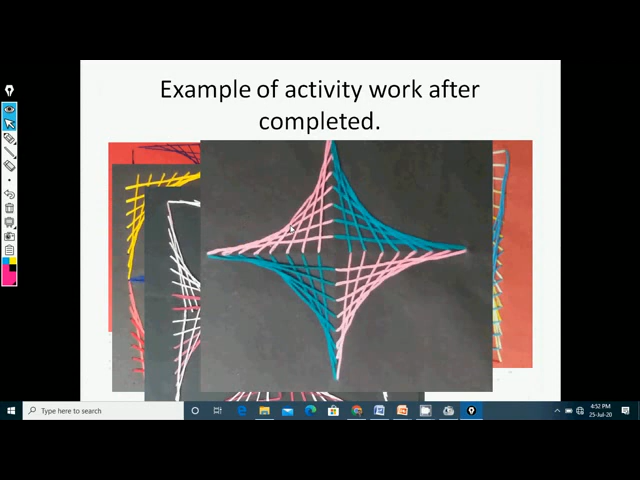 Example of activity work after
completed.
Type here to search
4:52 PM
25-Jul-20